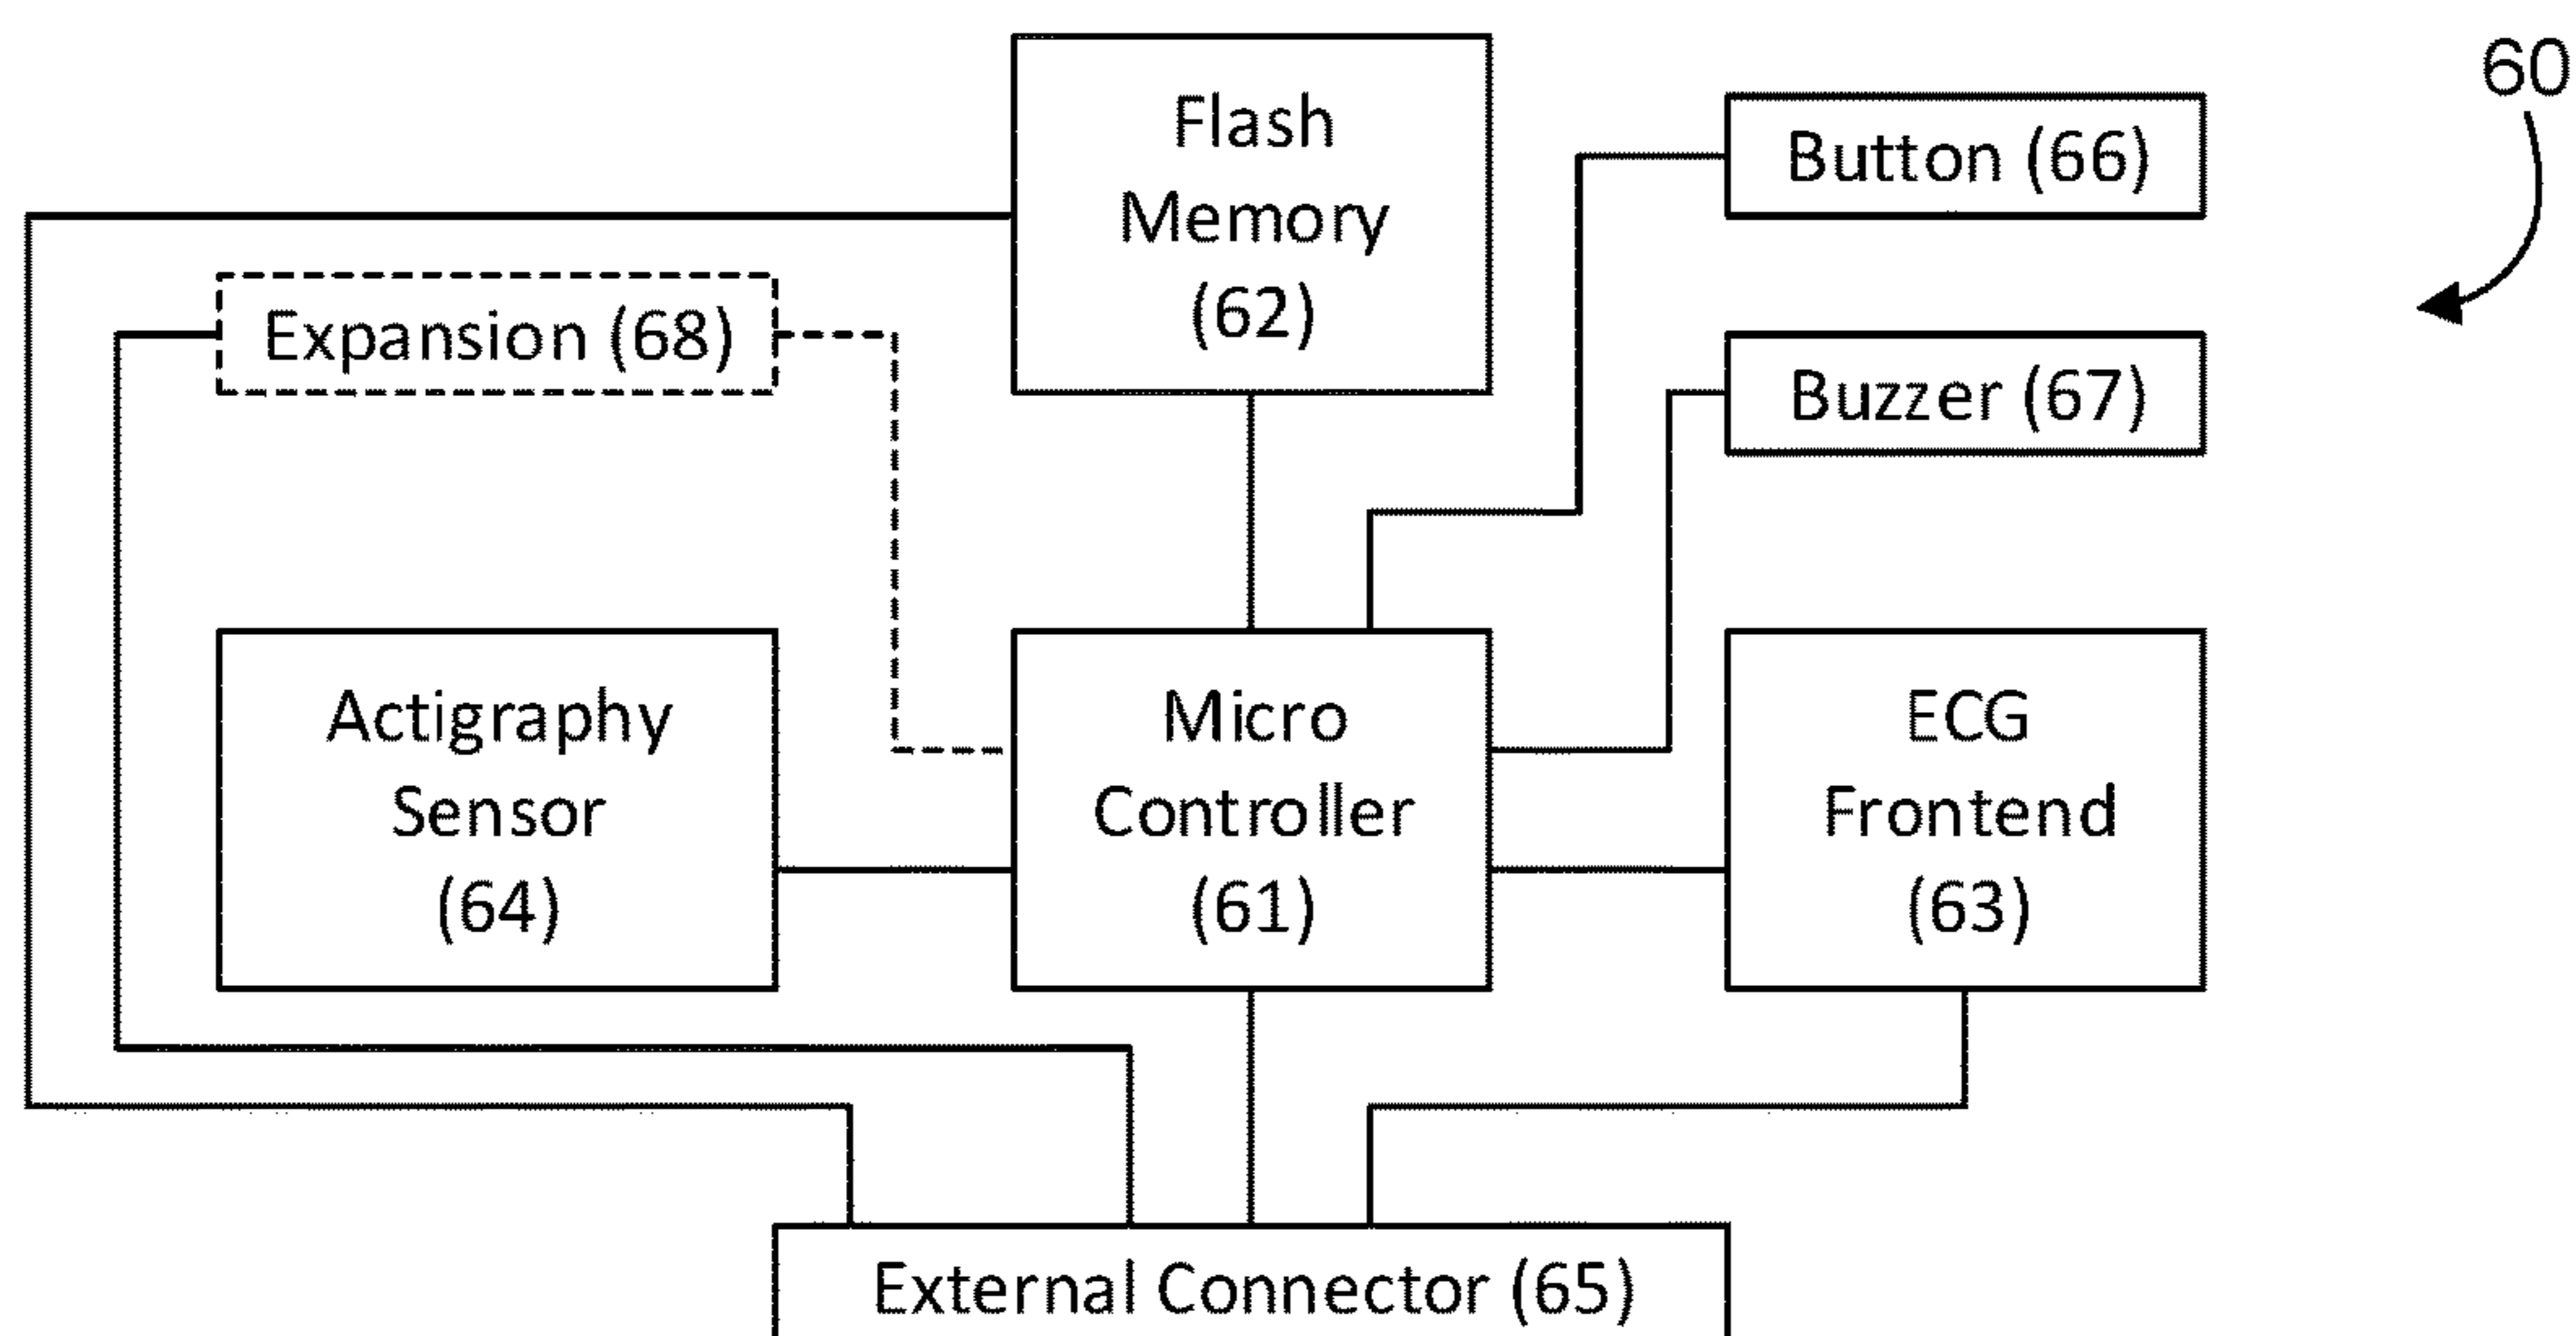 60
Flash
Memory
(62)
Button (66)
Expansion (68)
Buzzer (67)
Actigraphy
Sensor
(64)
Micro
Controller
(61)
ECG
Frontend
(63)
External Connector (65)